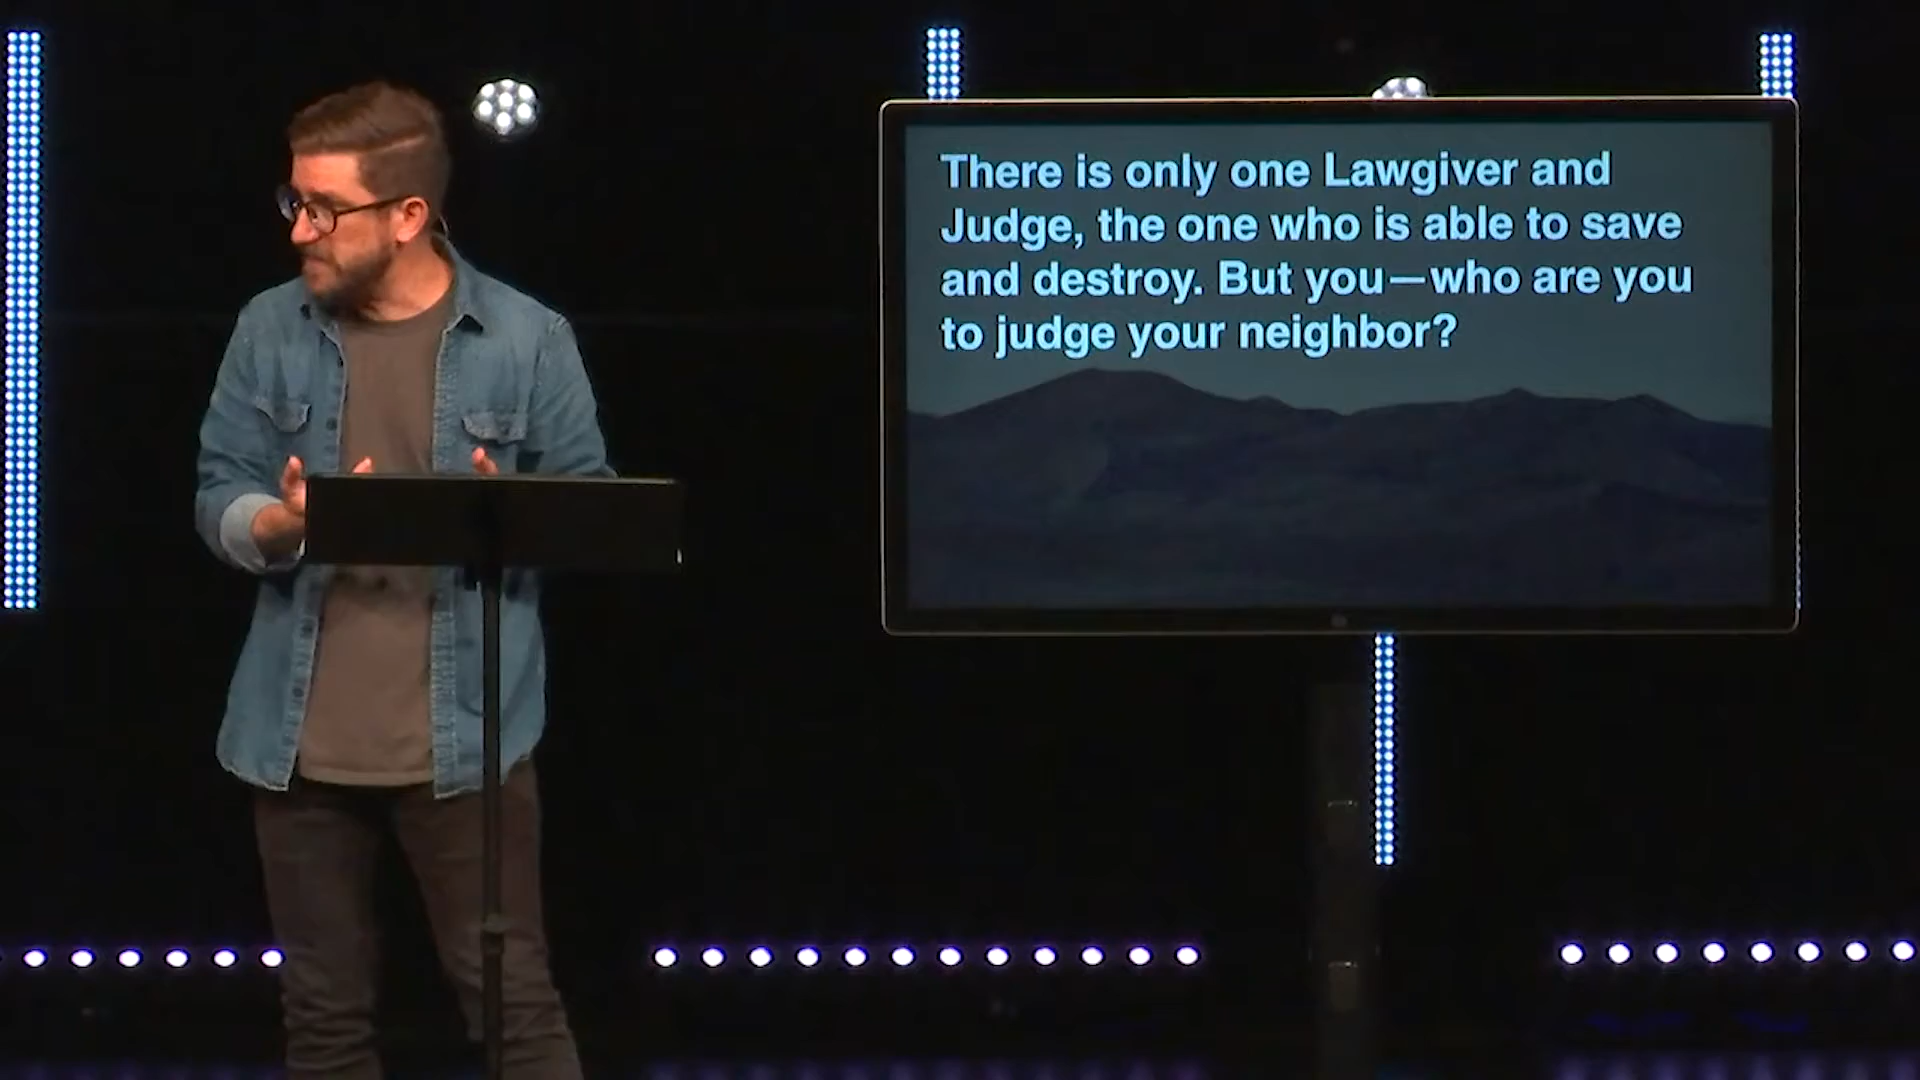 There is only one Lawgiver and
Judge, the one who is able to save
and destroy. But you—who are you
to judge your neighbor?